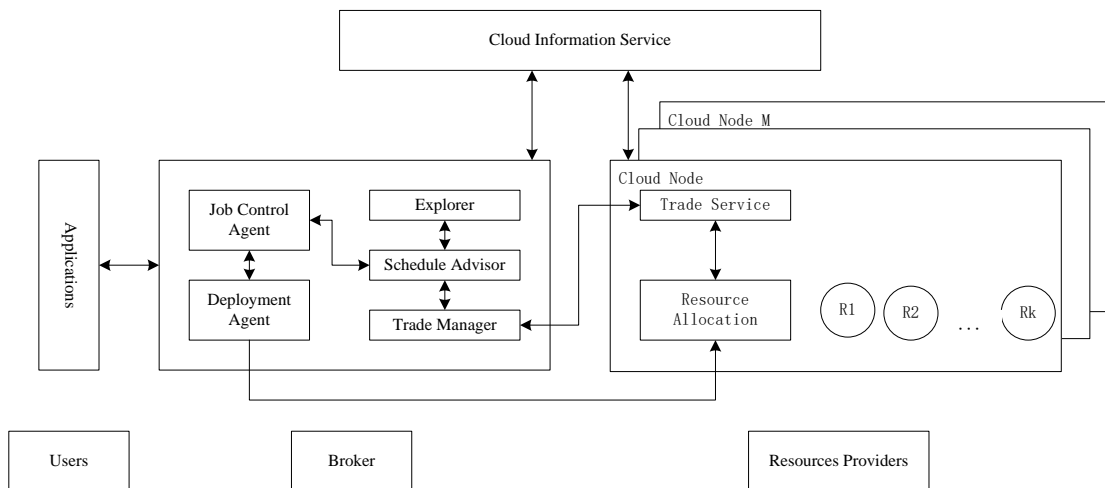 Cloud Information Service
Cloud Node M
Cloud Node
Applications
Job Control
Agent
Explorer
Trade Service
Schedule Advisor
Deployment
Agent
Trade Manager
Resource
Allocation
R1
R2
...
Rk
Users
Broker
Resources Providers